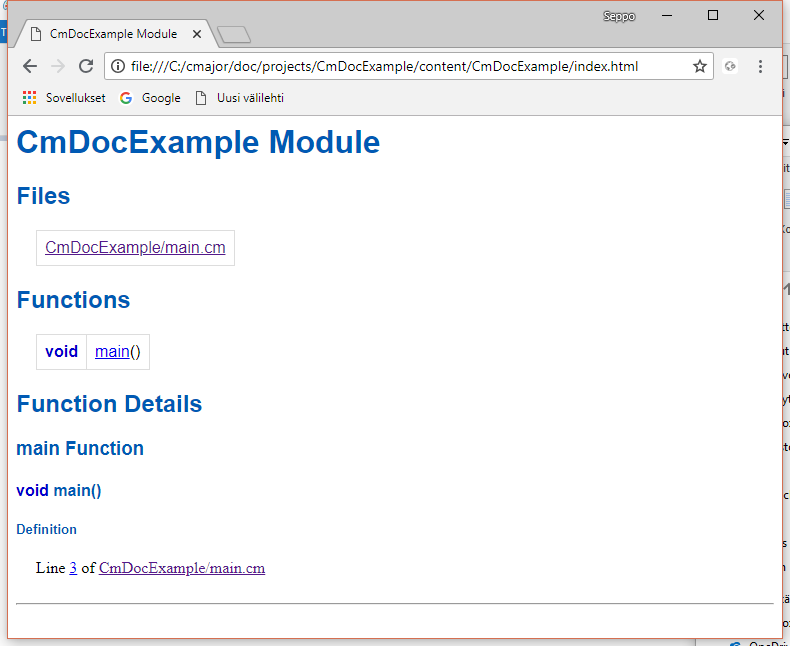 Seppo
CmDocExample Module
file:///C:/cmajor/doc/projects/CmDocExample/content/CmDocExample/index.html
Sovellukset Google Uusi välilehti
CmDocExample Module
Files
CmDocExample/main.cm
Functions
void main()
Function Details
main Function
void main()
Definition
Line 3 of CmDocExample/main.cm